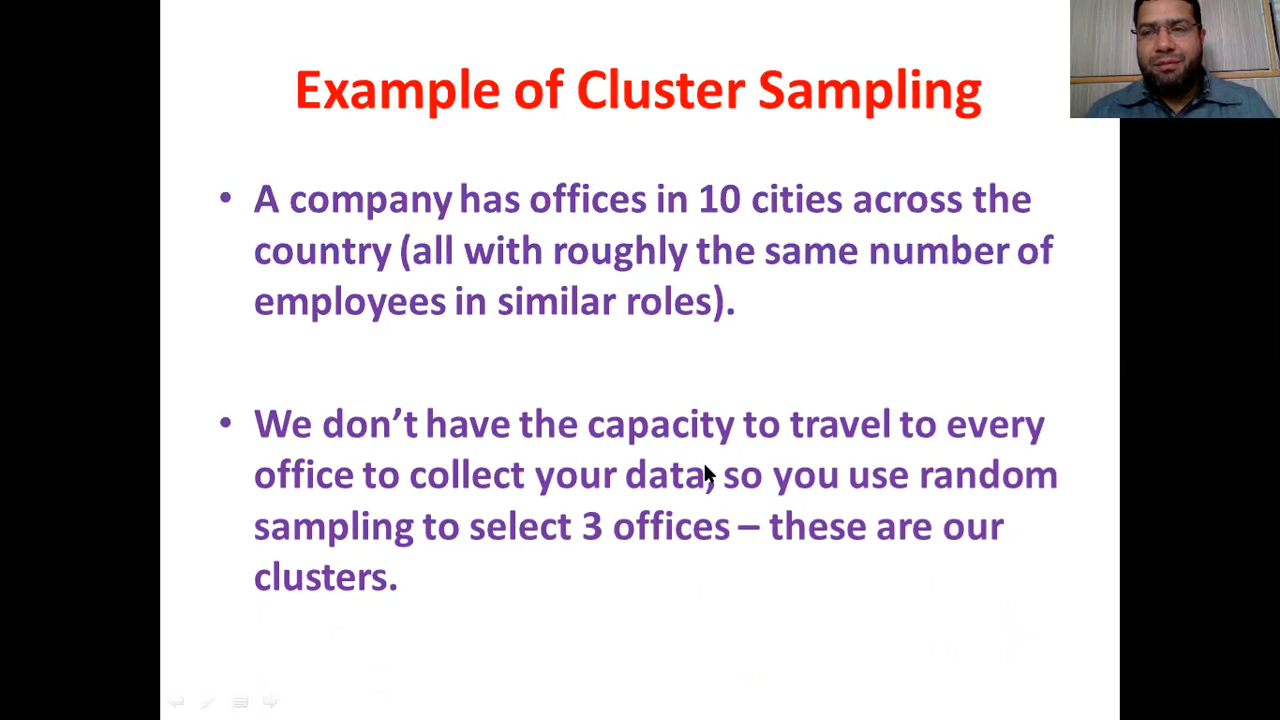 Example of Cluster Sampling
• A company has offices in 10 cities across the
country (all with roughly the same number of
employees in similar roles).
• We don’t have the capacity to travel to every
office to collect your data, so you use random
sampling to select 3 offices – these are our
clusters.